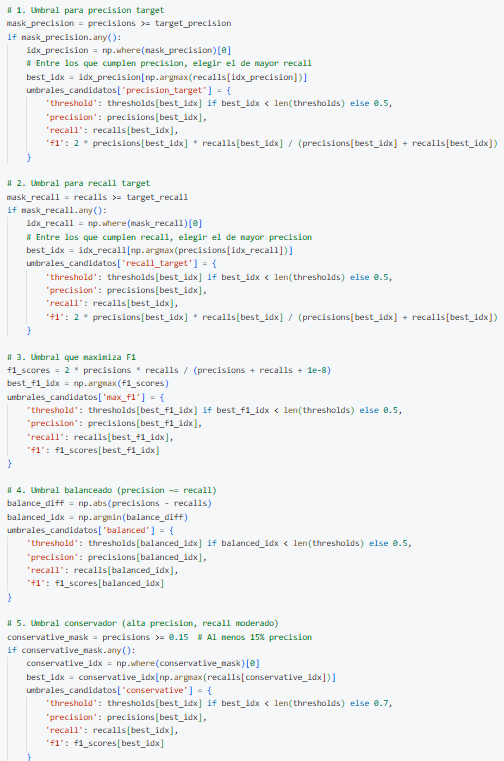 # 1. Umbral para precision target
mask_precision = precisions >= target_precision
if mask_precision.any():
    idx_precision = np.where(mask_precision)[0]
    # Entre los que cumplen precision, elegir el de mayor recall
    best_idx = idx_precision[np.argmax(recalls[idx_precision])]
    umbrales_candidatos['precision_target'] = {
        'threshold': thresholds[best_idx] if best_idx < len(thresholds) else 0.5,
        'precision': precisions[best_idx],
        'recall': recalls[best_idx],
        'f1': 2 * precisions[best_idx] * recalls[best_idx] / (precisions[best_idx] + recalls[best_idx])
    }
# 2. Umbral para recall target
mask_recall = recalls >= target_recall
if mask_recall.any():
    idx_recall = np.where(mask_recall)[0]
    # Entre los que cumplen recall, elegir el de mayor precision
    best_idx = idx_recall[np.argmax(precisions[idx_recall])]
    umbrales_candidatos['recall_target'] = {
        'threshold': thresholds[best_idx] if best_idx < len(thresholds) else 0.5,
        'precision': precisions[best_idx],
        'recall': recalls[best_idx],
        'f1': 2 * precisions[best_idx] * recalls[best_idx] / (precisions[best_idx] + recalls[best_idx])
    }
# 3. Umbral que maximiza F1
f1_scores = 2 * precisions * recalls / (precisions + recalls + 1e-8)
best_f1_idx = np.argmax(f1_scores)
umbrales_candidatos['max_f1'] = {
    'threshold': thresholds[best_f1_idx] if best_f1_idx < len(thresholds) else 0.5,
    'precision': precisions[best_f1_idx],
    'recall': recalls[best_f1_idx],
    'f1': f1_scores[best_f1_idx]
}
# 4. Umbral balanceado (precision ~= recall)
balance_diff = np.abs(precisions - recalls)
balanced_idx = np.argmin(balance_diff)
umbrales_candidatos['balanced'] = {
    'threshold': thresholds[balanced_idx] if balanced_idx < len(thresholds) else 0.5,
    'precision': precisions[balanced_idx],
    'recall': recalls[balanced_idx],
    'f1': f1_scores[balanced_idx]
}
# 5. Umbral conservador (alta precision, recall moderado)
conservative_mask = precisions >= 0.15  # Al menos 15% precision
if conservative_mask.any():
    conservative_idx = np.where(conservative_mask)[0]
    best_idx = conservative_idx[np.argmax(recalls[conservative_idx])]
    umbrales_candidatos['conservative'] = {
        'threshold': thresholds[best_idx] if best_idx < len(thresholds) else 0.7,
        'precision': precisions[best_idx],
        'recall': recalls[best_idx],
        'f1': f1_scores[best_idx]
    }